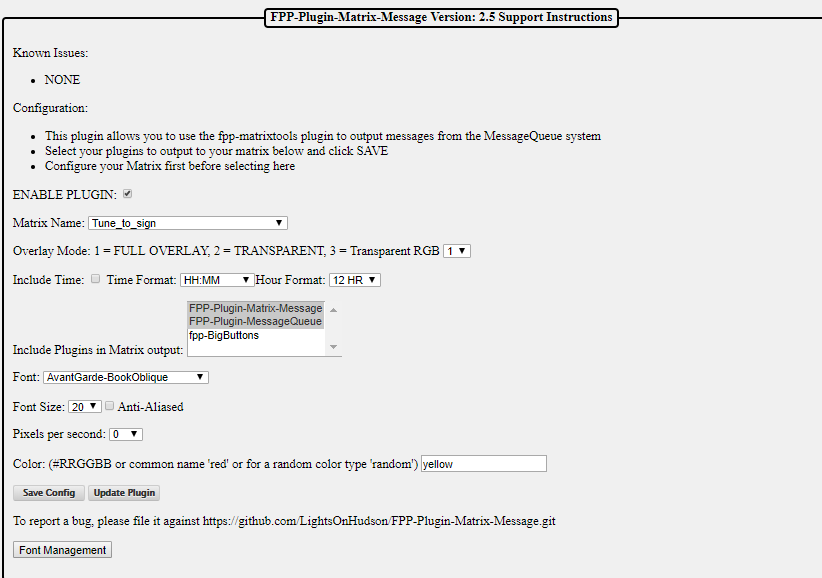 FPP-Plugin-Matrix-Message Version: 2.5 Support Instructions
Known Issues:
NONE
Configuration:
This plugin allows you to use the fpp-matrixtools plugin to output messages from the MessageQueue system
Select your plugins to output to your matrix below and click SAVE
Configure your Matrix first before selecting here
ENABLE PLUGIN:
Matrix Name: Tune_to_sign
Overlay Mode: 1 = FULL OVERLAY, 2 = TRANSPARENT, 3 = Transparent RGB 1
Include Time: Time Format: HH:MM Hour Format: 12 HR
FPP-Plugin-Matrix-Message
FPP-Plugin-MessageQueue
fpp-BigButtons
Include Plugins in Matrix output:
Font: AvantGarde-BookOblique
Font Size: 20 Anti-Aliased
Pixels per second: 0
Color: (#RRGGBB or common name 'red' or for a random color type 'random') yellow
Save Config Update Plugin
To report a bug, please file it against https://github.com/LightsOnHudson/FPP-Plugin-Matrix-Message.git
Font Management